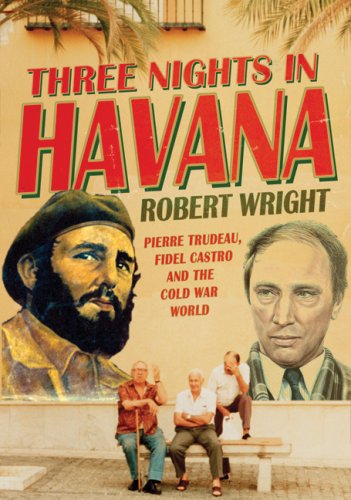 THREE NIGHTS IN
HAVANA
ROBERT WRIGHT
PIERRE TRUDEAU,
FIDEL CASTRO
AND THE
COLD WAR
WORLD